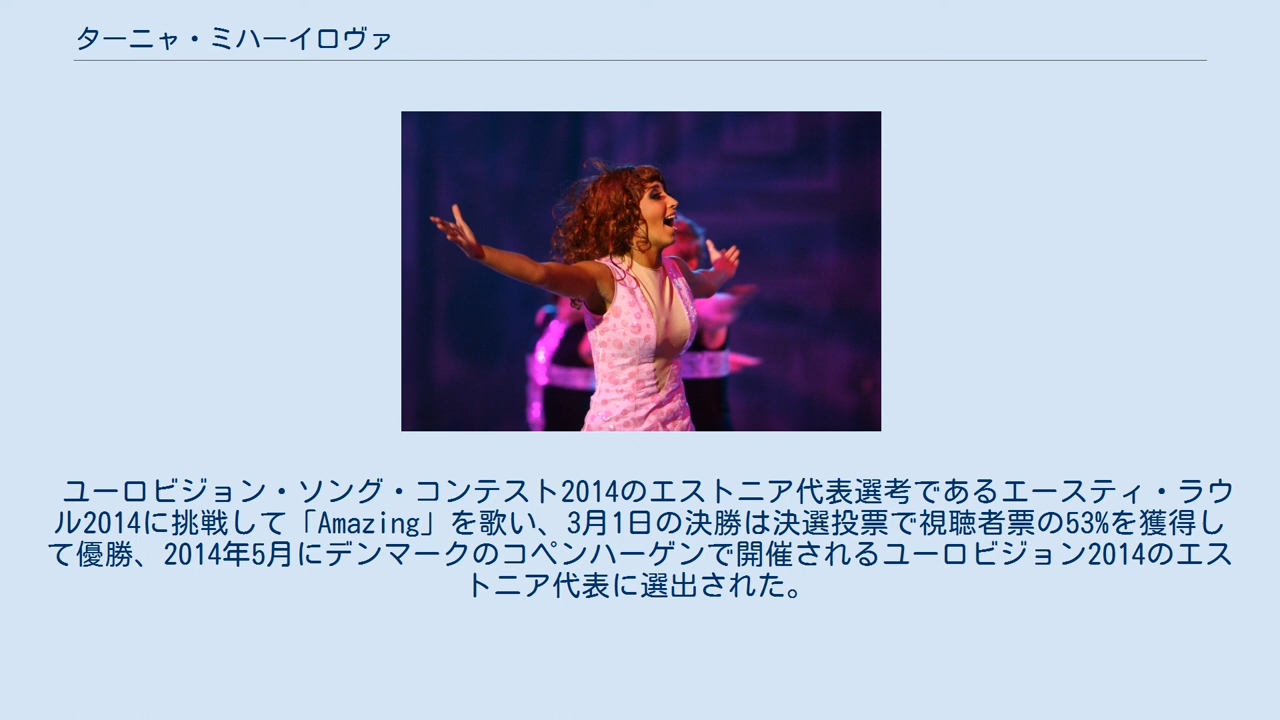 ターニャ・ミハーイロヴァ
ユーロビジョン・ソング・コンテスト2014のエストニア代表選考であるエースティ・ラウ
ル2014に挑戦して「Amazing」を歌い、3月1日の決勝は決選投票で視聴者票の53%を獲得し
て優勝、2014年5月にデンマークのコペンハーゲンで開催されるユーロビジョン2014のエス
トニア代表に選出された。